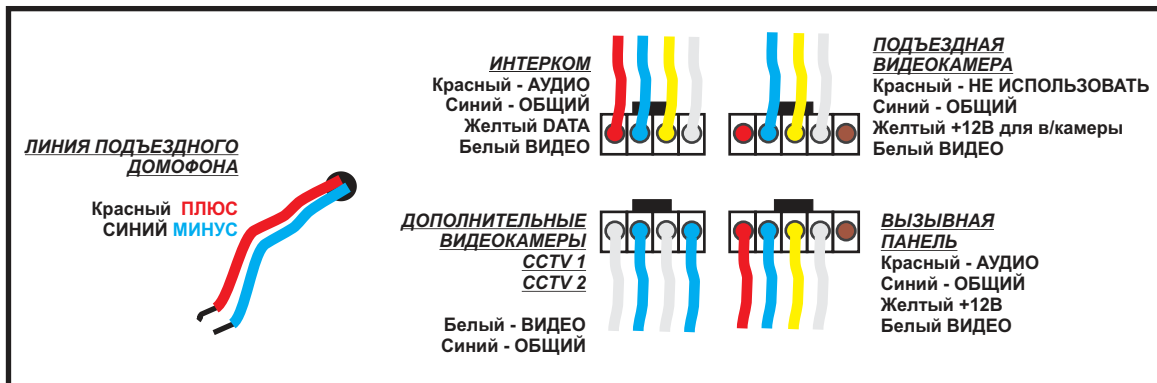 ЛИНИЯ ПОДЪЕЗДНОГО
ДОМОФОНА
Красный ПЛЮС
СИНИЙ МИНУС
ИНТЕРКОМ
Красный - АУДИО
Синий - ОБЩИЙ
Желтый DATA
Белый ВИДЕО
ПОДЪЕЗДНАЯ
ВИДЕОКАМЕРА
Красный - НЕ ИСПОЛЬЗОВАТЬ
Синий - ОБЩИЙ
Желтый +12В для в/камеры
Белый ВИДЕО
ДОПОЛНИТЕЛЬНЫЕ
ВИДЕОКАМЕРЫ
CCTV 1
CCTV 2
Белый - ВИДЕО
Синий - ОБЩИЙ
ВЫЗЫВНАЯ
ПАНЕЛЬ
Красный - АУДИО
Синий - ОБЩИЙ
Желтый +12В
Белый ВИДЕО